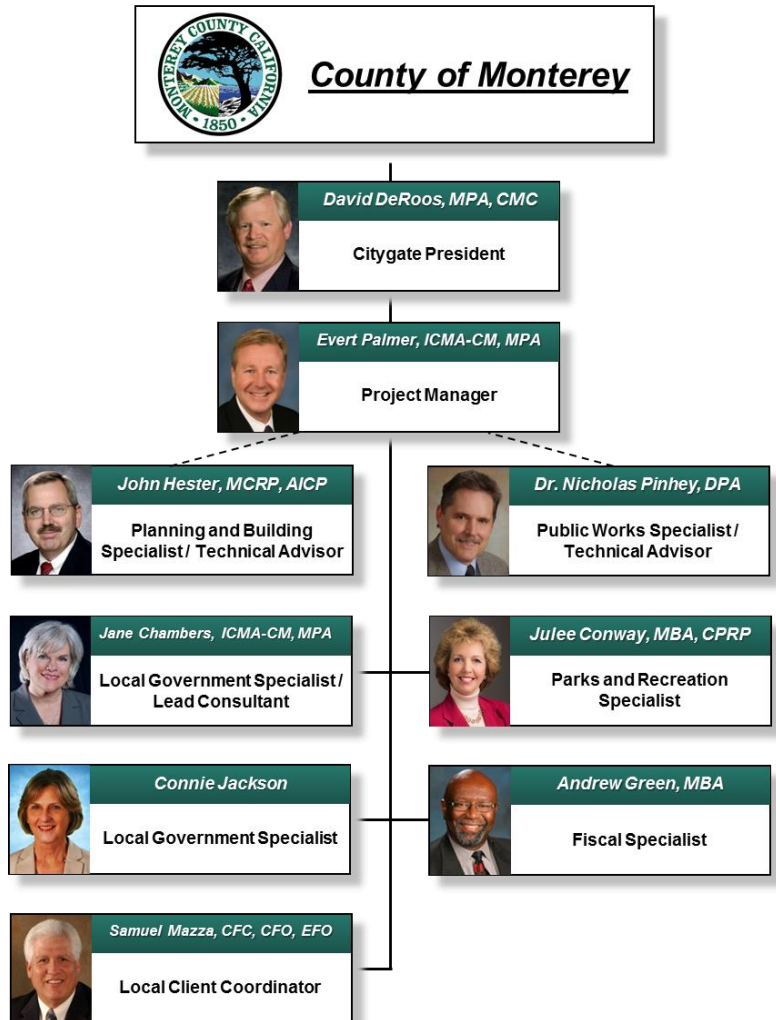 MONTEREY COUNTY CALIFORNIA
• 1850 •
County of Monterey
David DeRoos, MPA, CMC
Citygate President
Evert Palmer, ICMA-CM, MPA
Project Manager
John Hester, MCRP, AICP
Planning and Building
Specialist / Technical Advisor
Dr. Nicholas Pinhey, DPA
Public Works Specialist /
Technical Advisor
Jane Chambers, ICMA-CM, MPA
Local Government Specialist /
Lead Consultant
Julee Conway, MBA, CPRP
Parks and Recreation
Specialist
Connie Jackson
Local Government Specialist
Andrew Green, MBA
Fiscal Specialist
Samuel Mazza, CFC, CFO, EFO
Local Client Coordinator